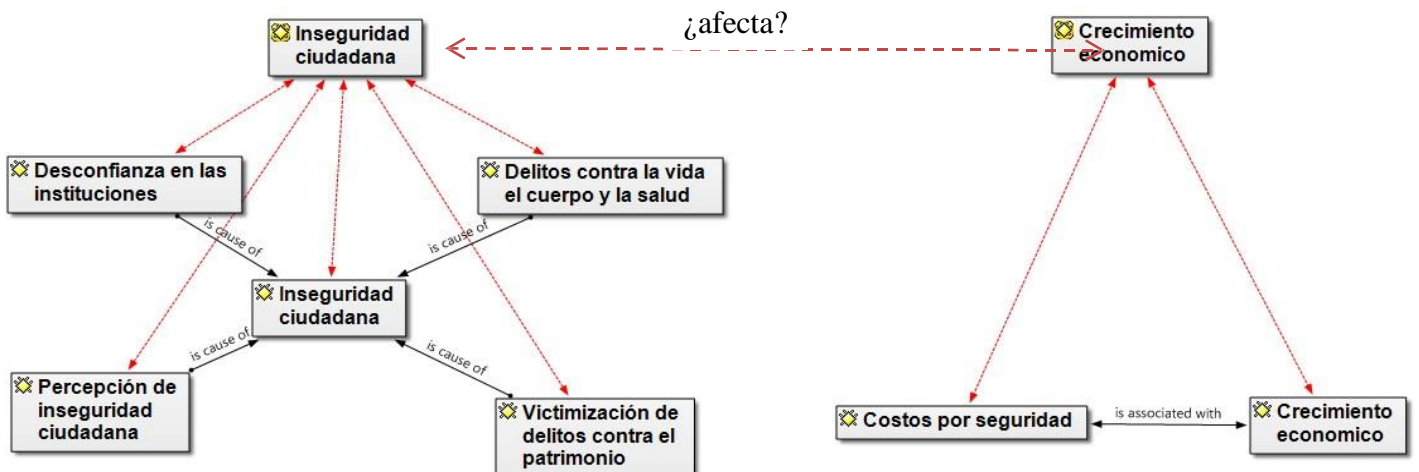 ¿afecta?
Inseguridad
ciudadana
Crecimiento
economico
Desconfianza en las
instituciones
Delitos contra la vida
el cuerpo y la salud
is cause of
is cause of
Inseguridad
ciudadana
is cause of
is cause of
Percepción de
inseguridad
ciudadana
Victimización de
delitos contra el
patrimonio
Costos por seguridad
is associated with
Crecimiento
economico